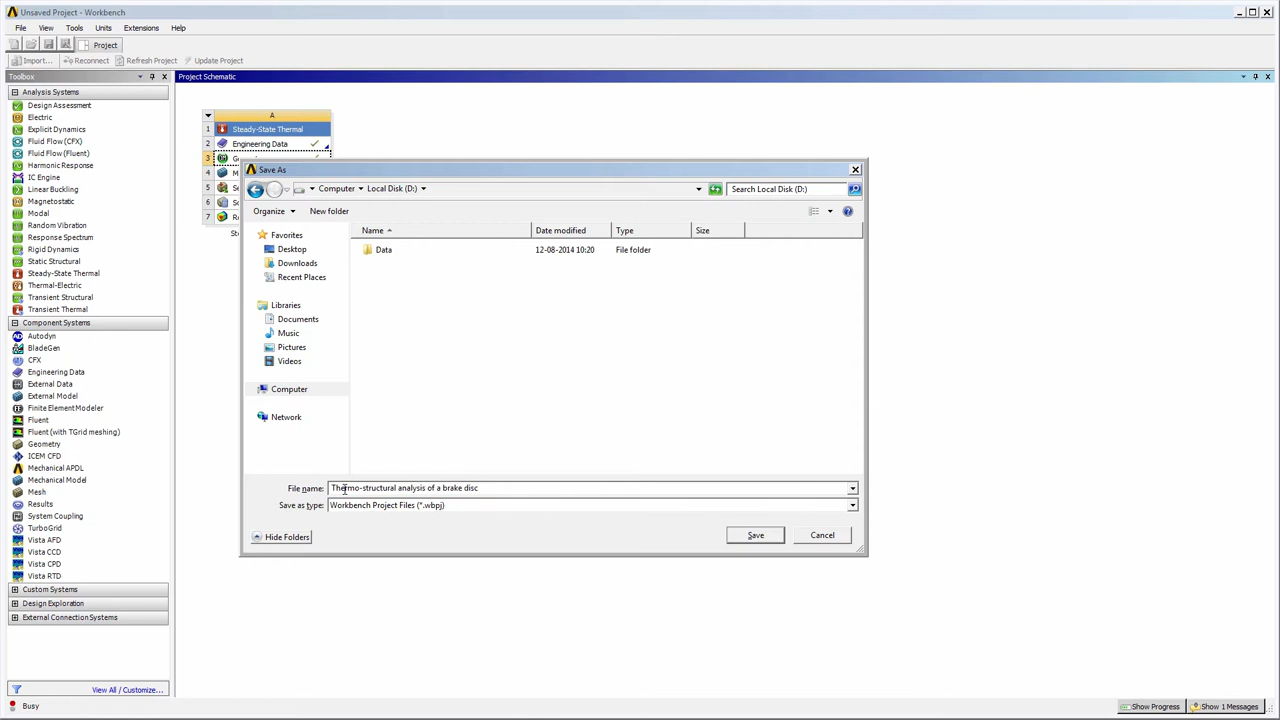 Unsaved Project - Workbench
File View Tools Units Extensions Help
Project
Import... Reconnect Refresh Project Update Project
Toolbox
Project Schematic
Analysis Systems
Design Assessment
Electric
Explicit Dynamics
Fluid Flow (CFX)
Fluid Flow (Fluent)
Harmonic Response
IC Engine
Linear Buckling
Magnetostatic
Modal
Random Vibration
Response Spectrum
Rigid Dynamics
Static Structural
Steady-State Thermal
Thermal-Electric
Transient Structural
Transient Thermal
Component Systems
Autodyn
BladeGen
CFX
Engineering Data
External Data
External Model
Finite Element Modeler
Fluent
Fluent (with TGrid meshing)
Geometry
ICEM CFD
Mechanical APDL
Mechanical Model
Mesh
Results
System Coupling
TurboGrid
Vista AFD
Vista CCD
Vista CPD
Vista RTD
Custom Systems
Design Exploration
External Connection Systems
View All / Customize...
A
1 Steady-State Thermal
2 Engineering Data
3 G
4 M
5 Se
6 So
7 Re
Ste
Save As
Computer Local Disk (D:)
Search Local Disk (D:)
Organize New folder
Name Date modified Type Size
Data 12-08-2014 10:20 File folder
Favorites
Desktop
Downloads
Recent Places
Libraries
Documents
Music
Pictures
Videos
Computer
Network
File name: Thermo-structural analysis of a brake disc
Save as type: Workbench Project Files (*.wbpj)
Hide Folders
Save Cancel
Busy
Show Progress Show 1 Messages